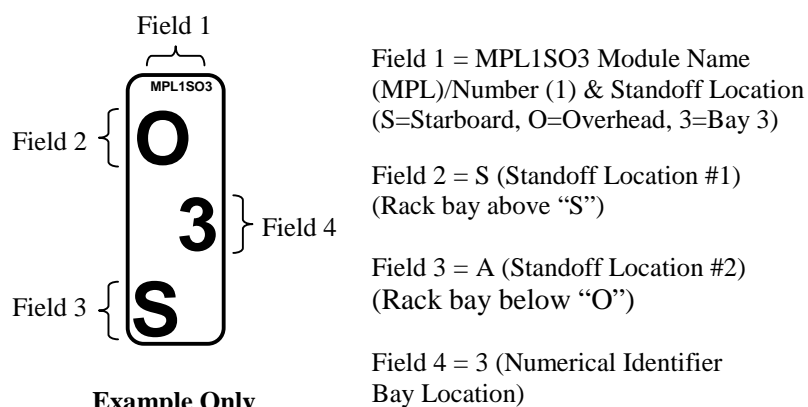 Field 1
MPL1SO3
O
Field 2
3
Field 4
S
Field 3
Example Only
Field 1 = MPL1SO3 Module Name
(MPL)/Number (1) & Standoff Location
(S=Starboard, O=Overhead, 3=Bay 3)
Field 2 = S (Standoff Location #1)
(Rack bay above “S”)
Field 3 = A (Standoff Location #2)
(Rack bay below “O”)
Field 4 = 3 (Numerical Identifier
Bay Location)